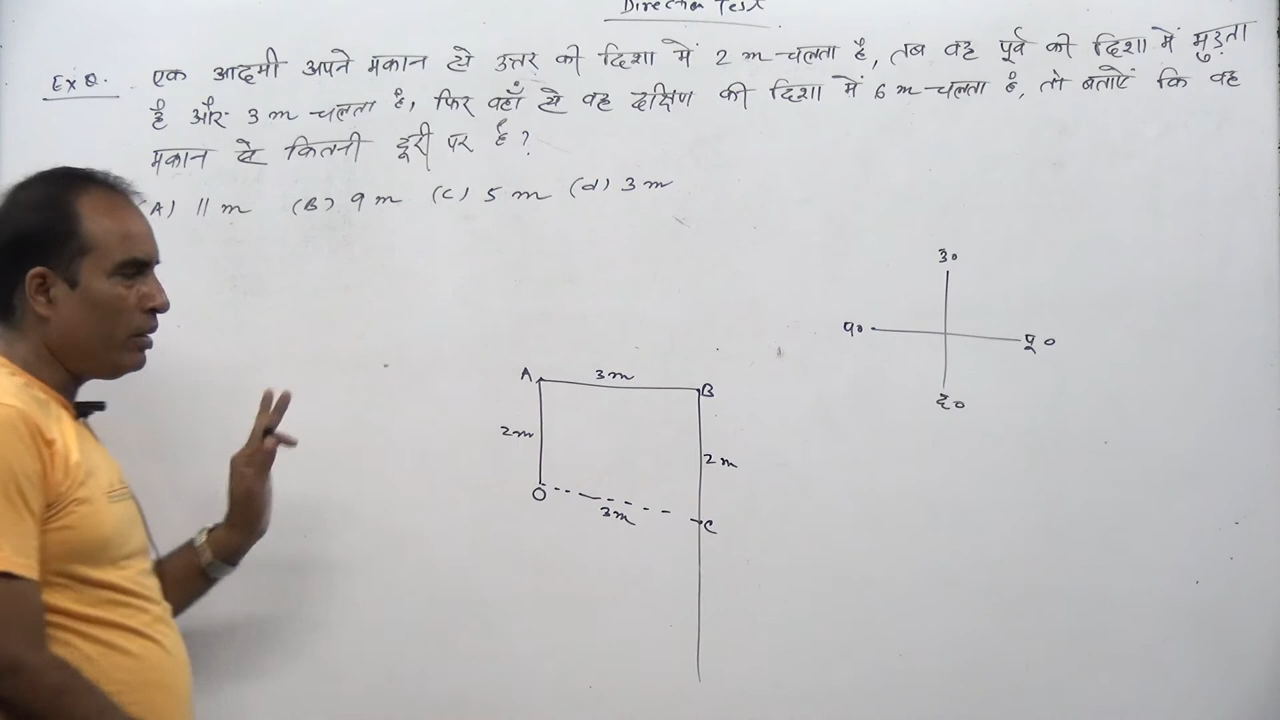 Direction Test
Ex Q. एक आदमी अपने मकान से उत्तर की दिशा में 2 m चलता है, तब वह पूर्व की दिशा में मुड़ता
है और 3 m चलता है, फिर वहाँ से वह दक्षिण की दिशा में 6 m चलता है, तो बताऐं कि वह
मकान से कितनी दूरी पर है?
(A) 11 m (B) 9 m (C) 5 m (d) 3 m
उ०
प०
पू०
द०
A
3m
B
2m
2m
O
3m
C